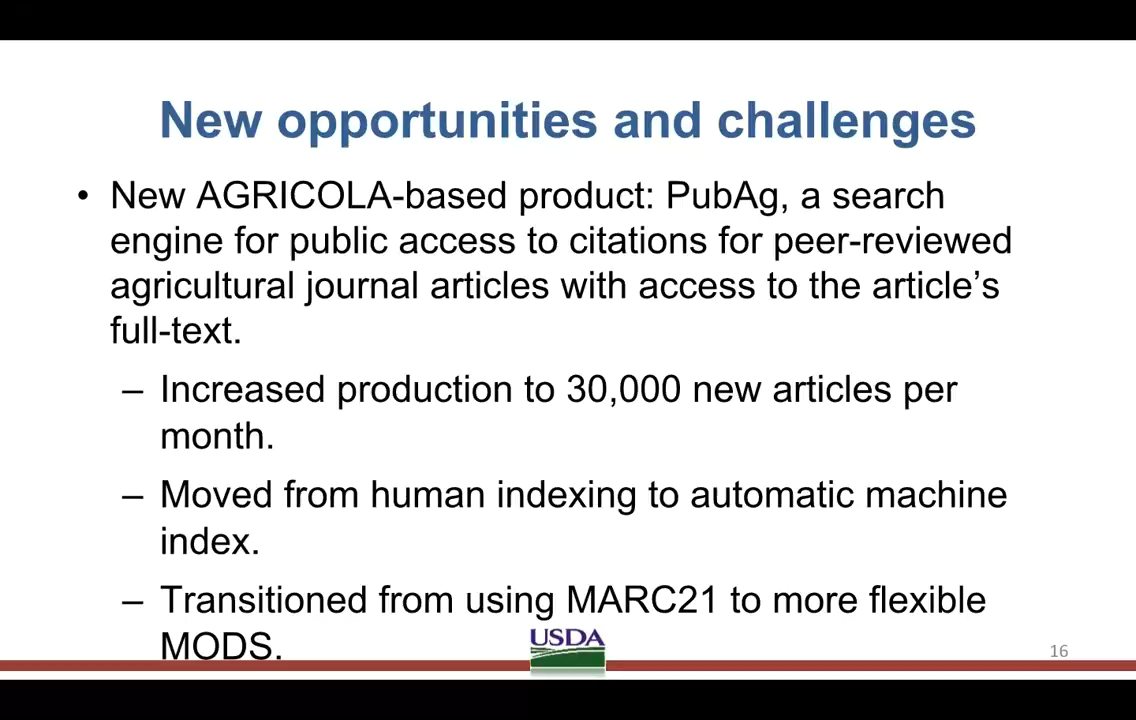 New opportunities and challenges
• New AGRICOLA-based product: PubAg, a search
engine for public access to citations for peer-reviewed
agricultural journal articles with access to the article’s
full-text.
– Increased production to 30,000 new articles per
month.
– Moved from human indexing to automatic machine
index.
– Transitioned from using MARC21 to more flexible
MODS.
USDA
16